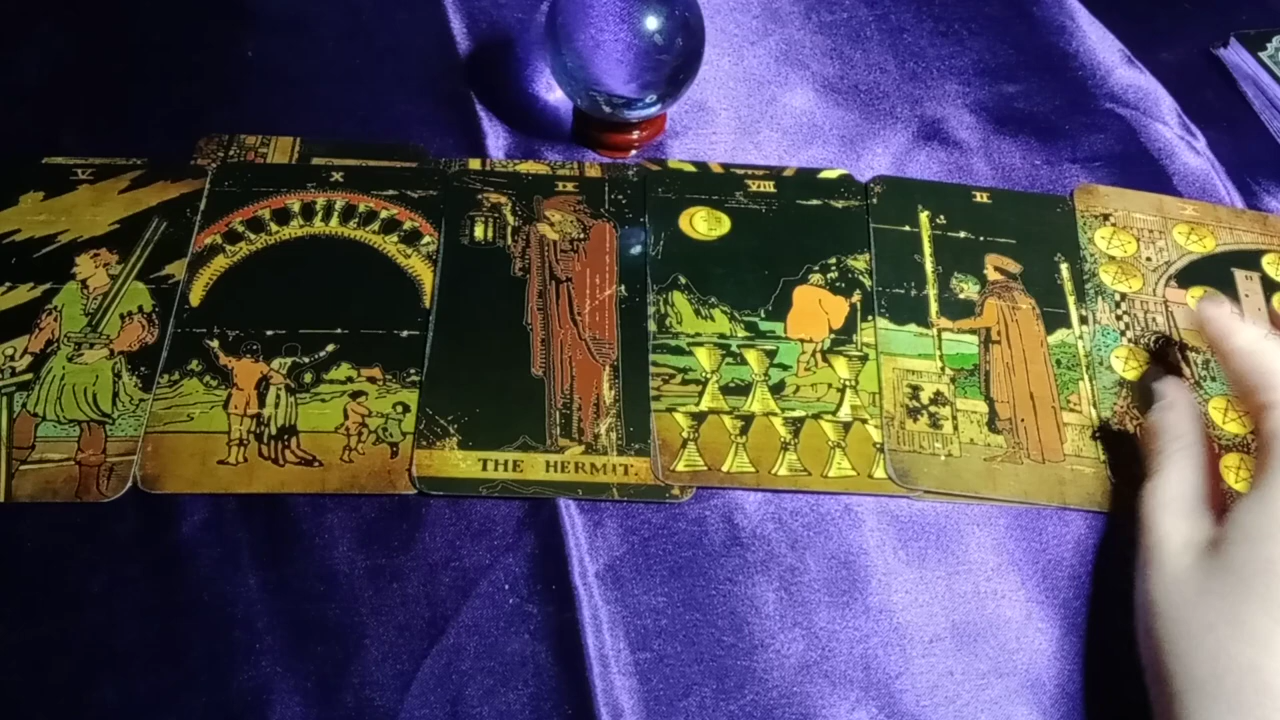 V
X
IX
VIII
II
X
THE HERMIT.